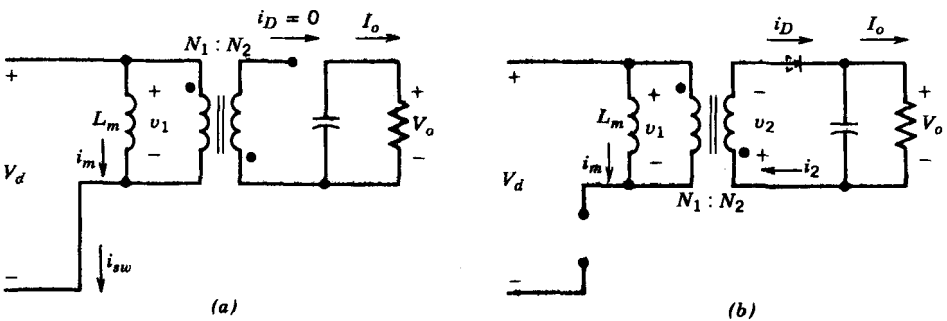 i_D = 0
I_o
N_1 : N_2
+
+
+
L_m
v_1
V_o
−
−
i_m
V_d
−
i_sw
(a)
i_D
I_o
+
+
−
+
L_m
v_1
v_2
V_o
−
+
−
i_m
i_2
V_d
N_1 : N_2
−
(b)